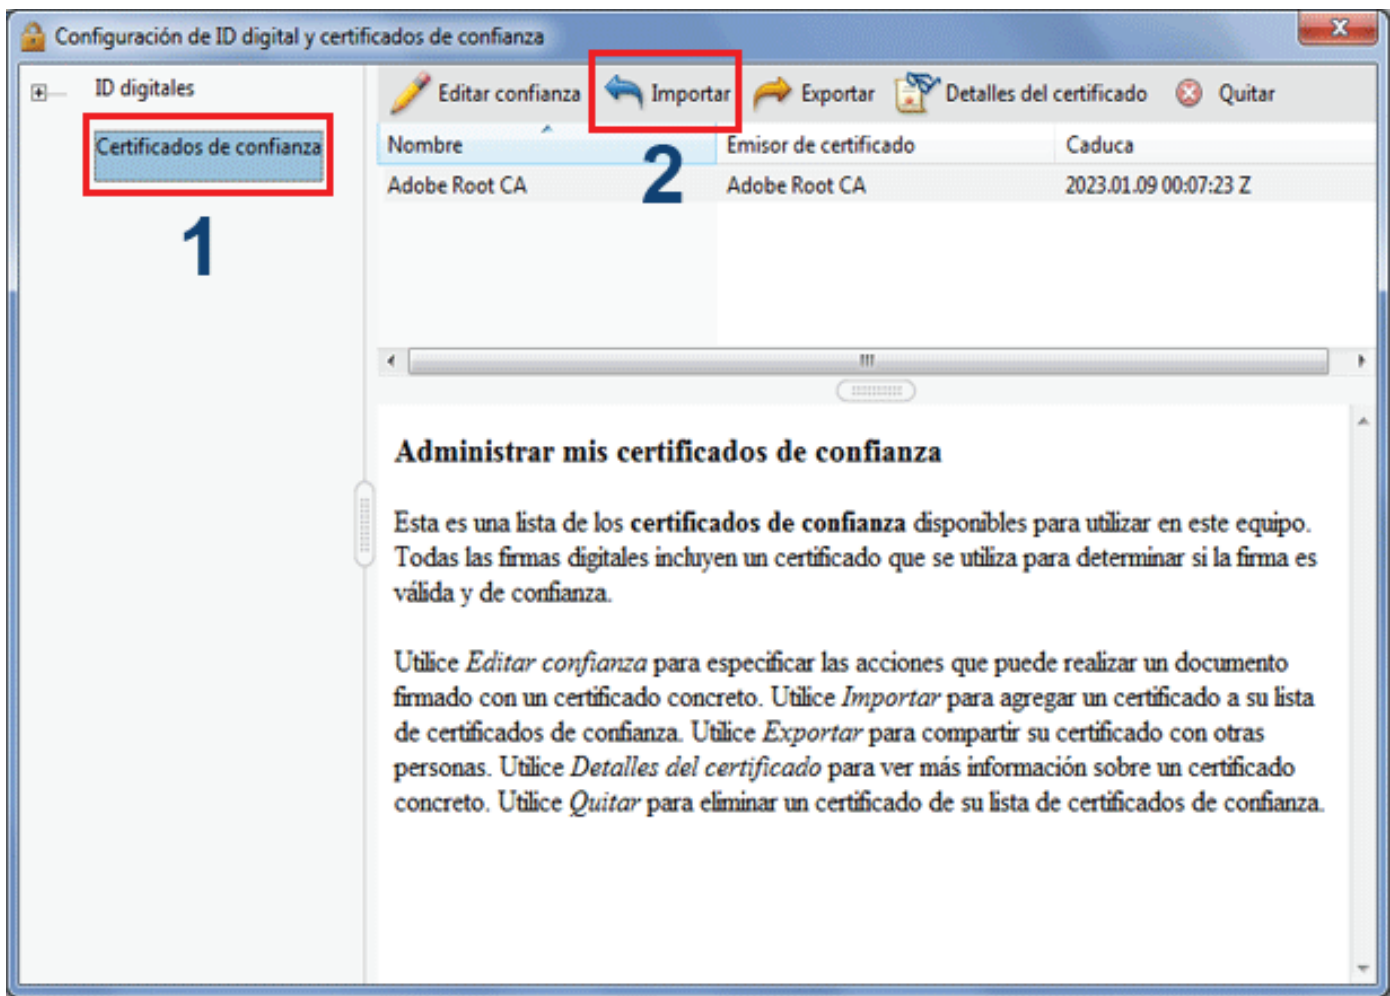 Configuración de ID digital y certificados de confianza
ID digitales
Certificados de confianza
1
Editar confianza Importar Exportar Detalles del certificado Quitar
2
Nombre Emisor de certificado Caduca
Adobe Root CA Adobe Root CA 2023.01.09 00:07:23 Z
Administrar mis certificados de confianza
Esta es una lista de los certificados de confianza disponibles para utilizar en este equipo.
Todas las firmas digitales incluyen un certificado que se utiliza para determinar si la firma es
válida y de confianza.
Utilice Editar confianza para especificar las acciones que puede realizar un documento
firmado con un certificado concreto. Utilice Importar para agregar un certificado a su lista
de certificados de confianza. Utilice Exportar para compartir su certificado con otras
personas. Utilice Detalles del certificado para ver más información sobre un certificado
concreto. Utilice Quitar para eliminar un certificado de su lista de certificados de confianza.